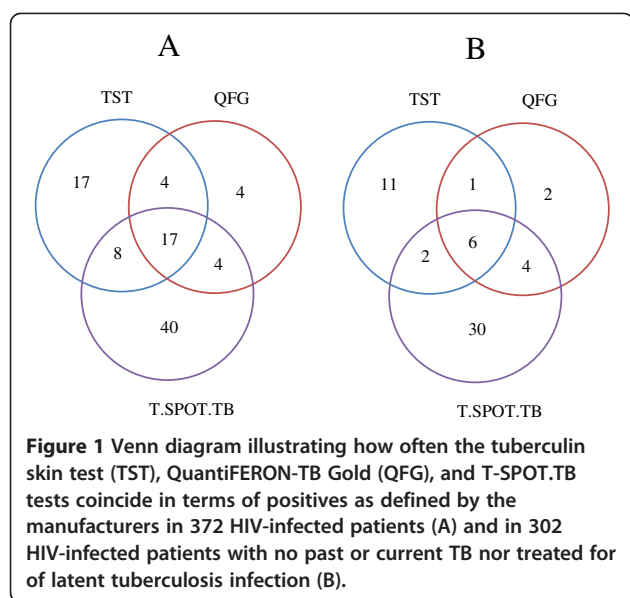 A
B
TST
QFG
TST
QFG
17
4
4
11
1
2
17
6
8
4
2
4
40
30
T.SPOT.TB
T.SPOT.TB
Figure 1 Venn diagram illustrating how often the tuberculin
skin test (TST), QuantiFERON-TB Gold (QFG), and T-SPOT.TB
tests coincide in terms of positives as defined by the
manufacturers in 372 HIV-infected patients (A) and in 302
HIV-infected patients with no past or current TB nor treated for
of latent tuberculosis infection (B).